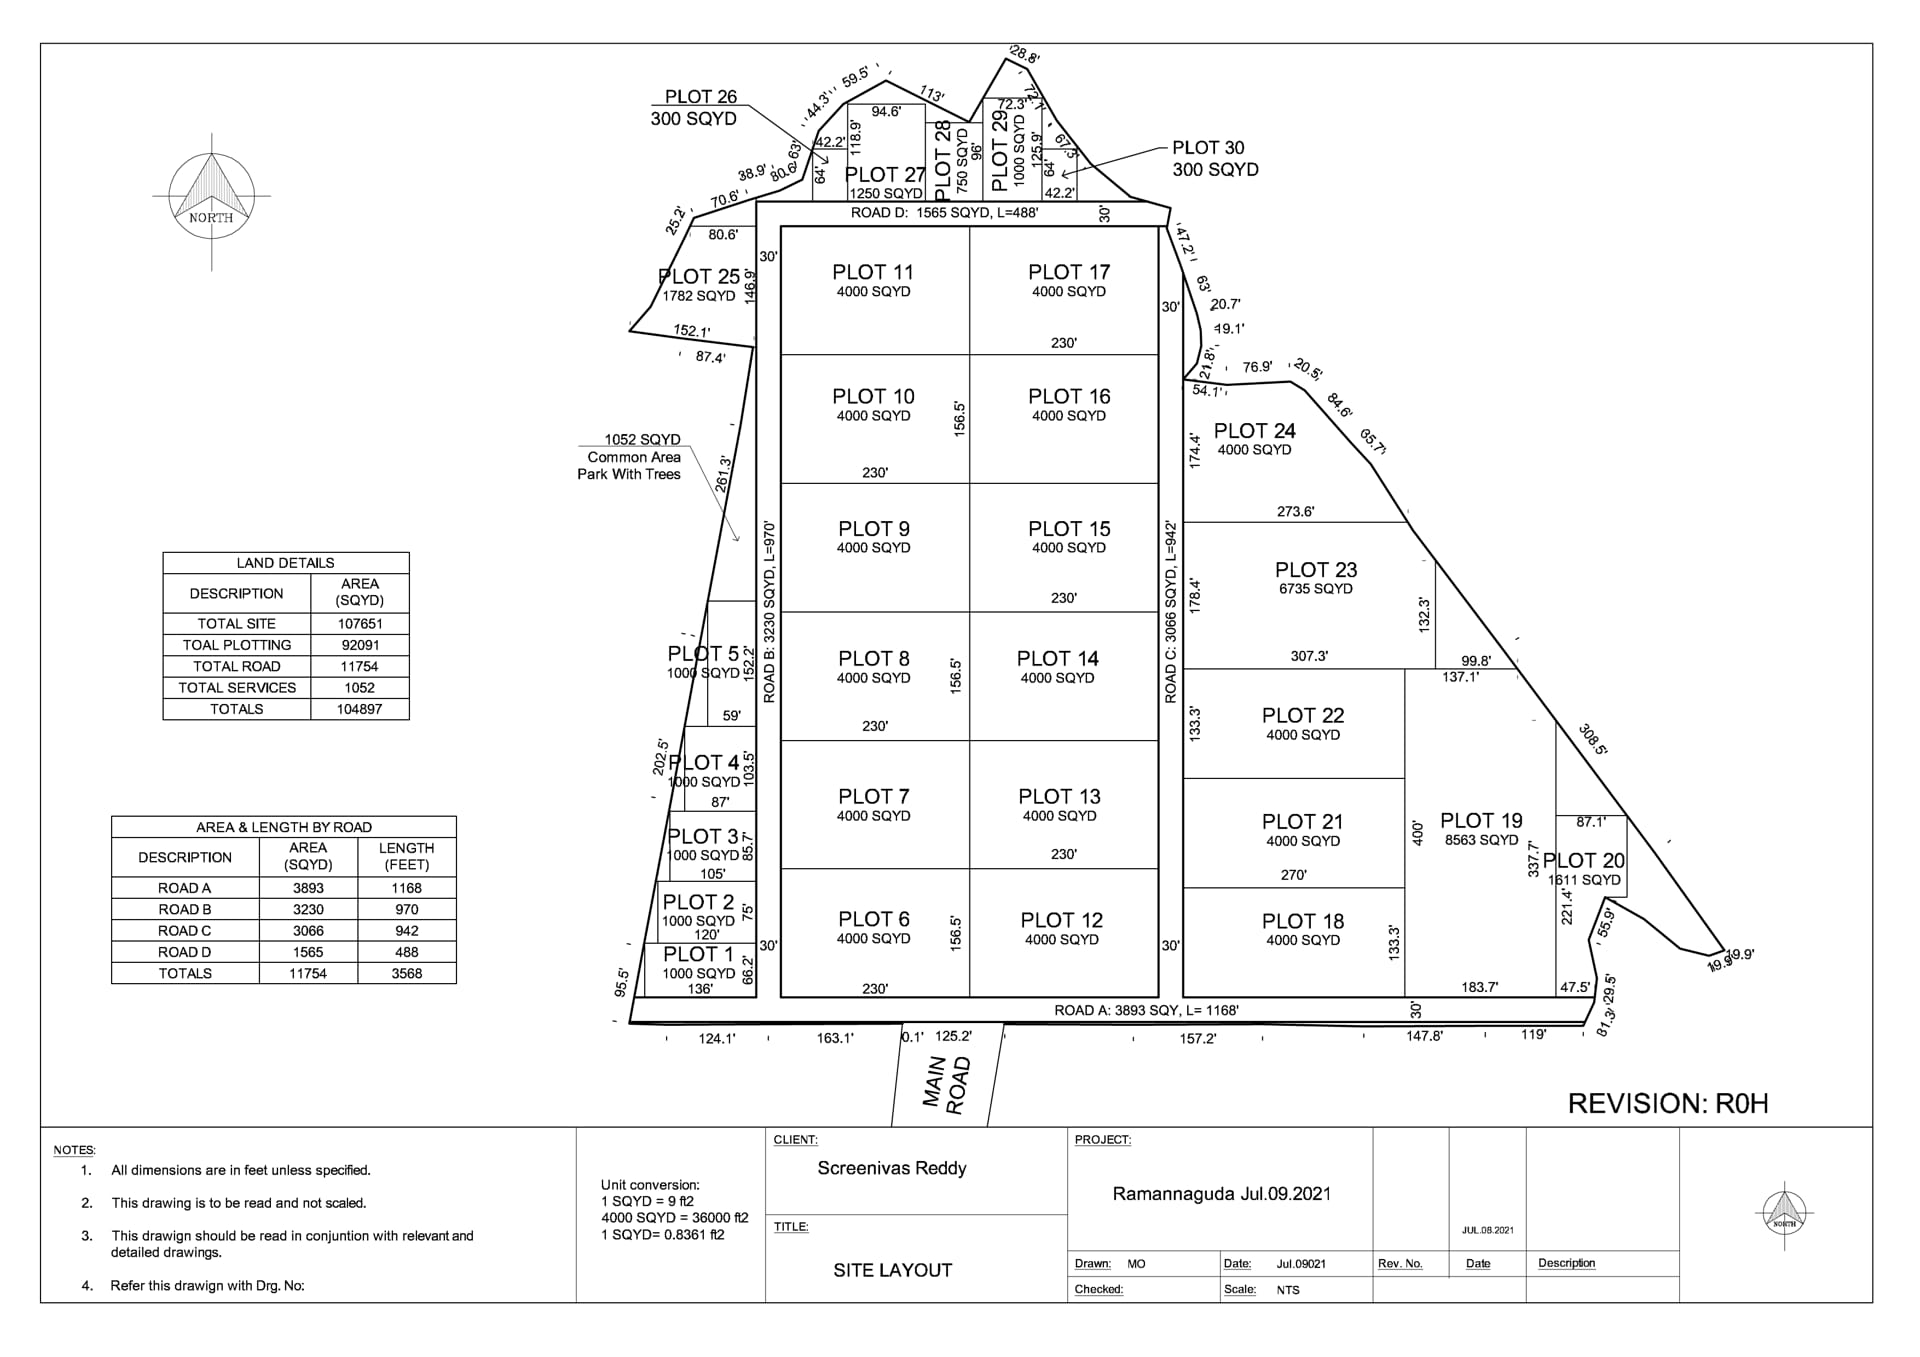 28.8'
59.5'
44.3'
113'
PLOT 26
300 SQYD
72.1'
94.6'
72.3'
42.2'
118.9'
PLOT 28
750 SQYD
96'
PLOT 29
1000 SQYD
125.9'
67.3'
PLOT 30
300 SQYD
63'
80.6'
38.9'
64'
PLOT 27
1250 SQYD
64'
42.2'
70.6'
25.2'
ROAD D: 1565 SQYD, L=488'
30'
NORTH
80.6'
47.2'
30'
PLOT 25
1782 SQYD
146.9'
PLOT 11
4000 SQYD
PLOT 17
4000 SQYD
63'
30'
20.7'
152.1'
87.4'
230'
49.1'
21.8'
76.9'
20.5'
54.1'
84.6'
65.7'
PLOT 10
4000 SQYD
156.5'
PLOT 16
4000 SQYD
1052 SQYD
Common Area
Park With Trees
261.3'
230'
174.4'
PLOT 24
4000 SQYD
273.6'
PLOT 9
4000 SQYD
PLOT 15
4000 SQYD
230'
ROAD B: 3230 SQYD, L=970'
ROAD C: 3066 SQYD, L=942'
178.4'
PLOT 23
6735 SQYD
132.3'
307.3'
99.8'
137.1'
LAND DETAILS
DESCRIPTION AREA (SQYD)
TOTAL SITE 107651
TOAL PLOTTING 92091
TOTAL ROAD 11754
TOTAL SERVICES 1052
TOTALS 104897
PLOT 5
1000 SQYD
152.2'
59'
PLOT 8
4000 SQYD
156.5'
PLOT 14
4000 SQYD
230'
133.3'
PLOT 22
4000 SQYD
308.5'
202.5'
PLOT 4
1000 SQYD
103.5'
87'
PLOT 7
4000 SQYD
PLOT 13
4000 SQYD
230'
PLOT 21
4000 SQYD
270'
400'
PLOT 19
8563 SQYD
337.7'
87.1'
PLOT 20
1611 SQYD
221.4'
AREA & LENGTH BY ROAD
DESCRIPTION AREA (SQYD) LENGTH (FEET)
ROAD A 3893 1168
ROAD B 3230 970
ROAD C 3066 942
ROAD D 1565 488
TOTALS 11754 3568
PLOT 3
1000 SQYD
85.7'
105'
PLOT 2
1000 SQYD
75'
120'
PLOT 1
1000 SQYD
66.2'
136'
95.5'
30'
PLOT 6
4000 SQYD
156.5'
230'
PLOT 12
4000 SQYD
30'
PLOT 18
4000 SQYD
133.3'
183.7'
47.5'
55.9'
19.9'
19.9'
29.5'
81.3'
ROAD A: 3893 SQY, L= 1168'
30'
124.1'
163.1'
0.1'
125.2'
157.2'
147.8'
119'
MAIN
ROAD
REVISION: R0H
NOTES:
1. All dimensions are in feet unless specified.
2. This drawing is to be read and not scaled.
3. This drawign should be read in conjuntion with relevant and
detailed drawings.
4. Refer this drawign with Drg. No:
Unit conversion:
1 SQYD = 9 ft2
4000 SQYD = 36000 ft2
1 SQYD= 0.8361 ft2
CLIENT:
Screenivas Reddy
TITLE:
SITE LAYOUT
PROJECT:
Ramannaguda Jul.09.2021
Drawn: MO
Date: Jul.09021
Checked:
Scale: NTS
JUL.08.2021
Rev. No.
Date
Description
NORTH